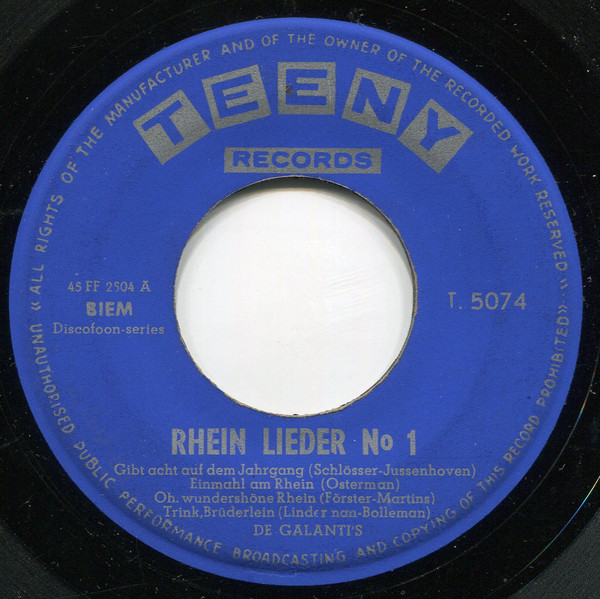 « ALL RIGHTS OF THE MANUFACTURER AND OF THE OWNER OF THE RECORDED WORK RESERVED »
TEENY
RECORDS
45 FF 2504 A
BIEM
Discofoon-series
T. 5074
RHEIN LIEDER No 1
Gibt acht auf dem Jahrgang (Schlösser-Jussenhoven)
Einmahl am Rhein (Osterman)
Oh. wundershöne Rhein (Förster-Martins)
Trink,Brüderlein (Linder nan-Bolleman)
DE GALANTI'S
UNAUTHORISED PUBLIC PERFORMANCE BROADCASTING AND COPYING OF THIS RECORD PROHIBITED»